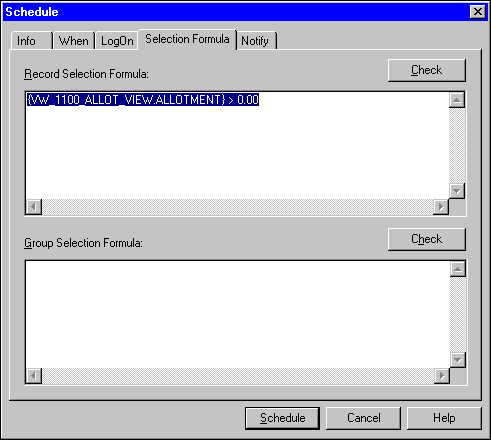 Schedule
Info When LogOn Selection Formula Notify
Record Selection Formula: Check
{VW_1100_ALLOT_VIEW.ALLOTMENT} > 0.00
Group Selection Formula: Check
Schedule Cancel Help